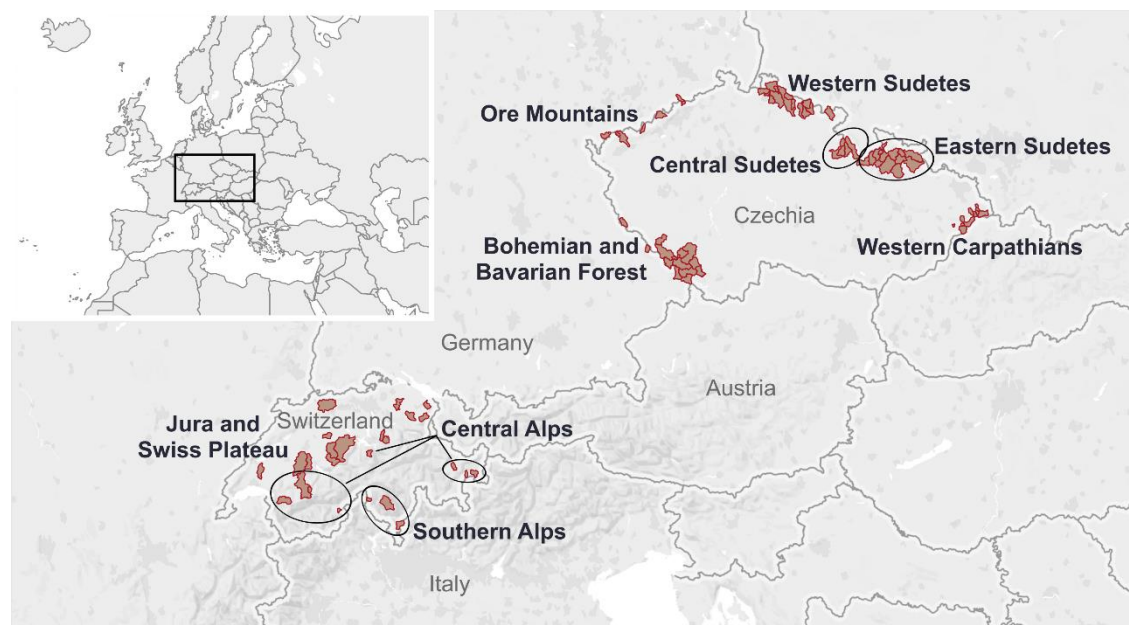 Western Sudetes
Ore Mountains
Central Sudetes
Eastern Sudetes
Czechia
Bohemian and
Bavarian Forest
Western Carpathians
Germany
Austria
Jura and
Swiss Plateau
Switzerland
Central Alps
Southern Alps
Italy